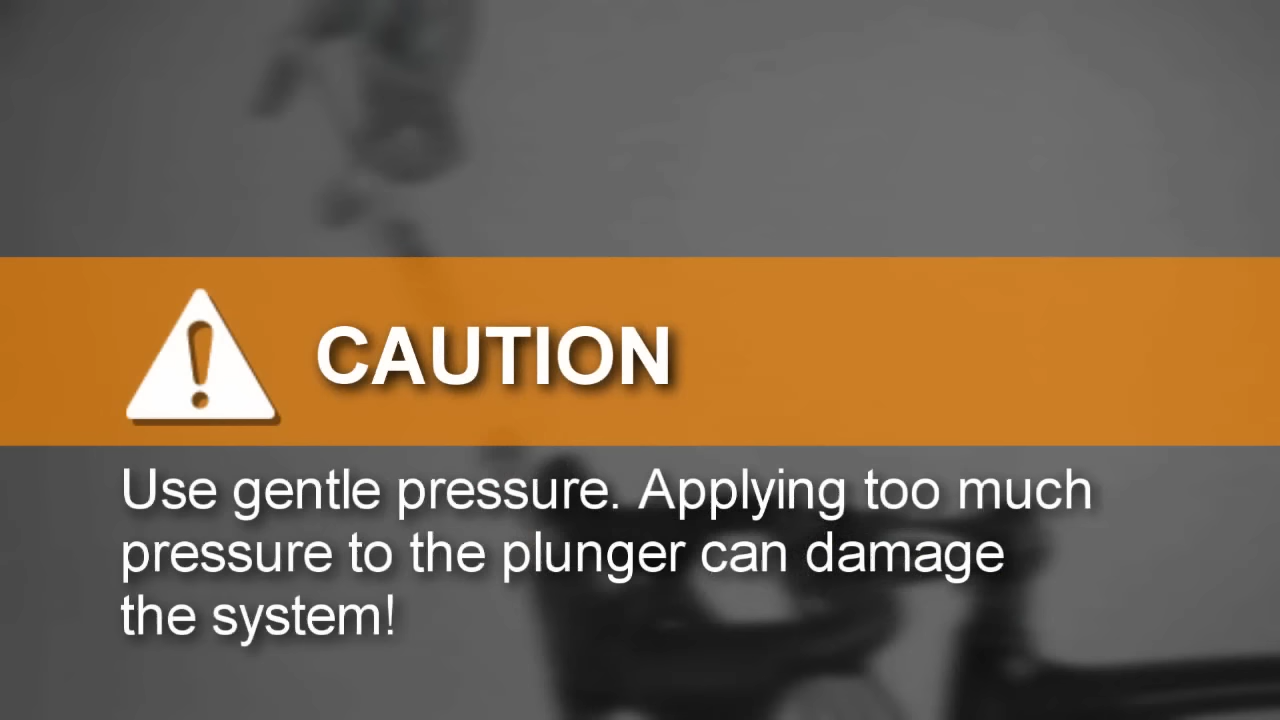 CAUTION
Use gentle pressure. Applying too much
pressure to the plunger can damage
the system!